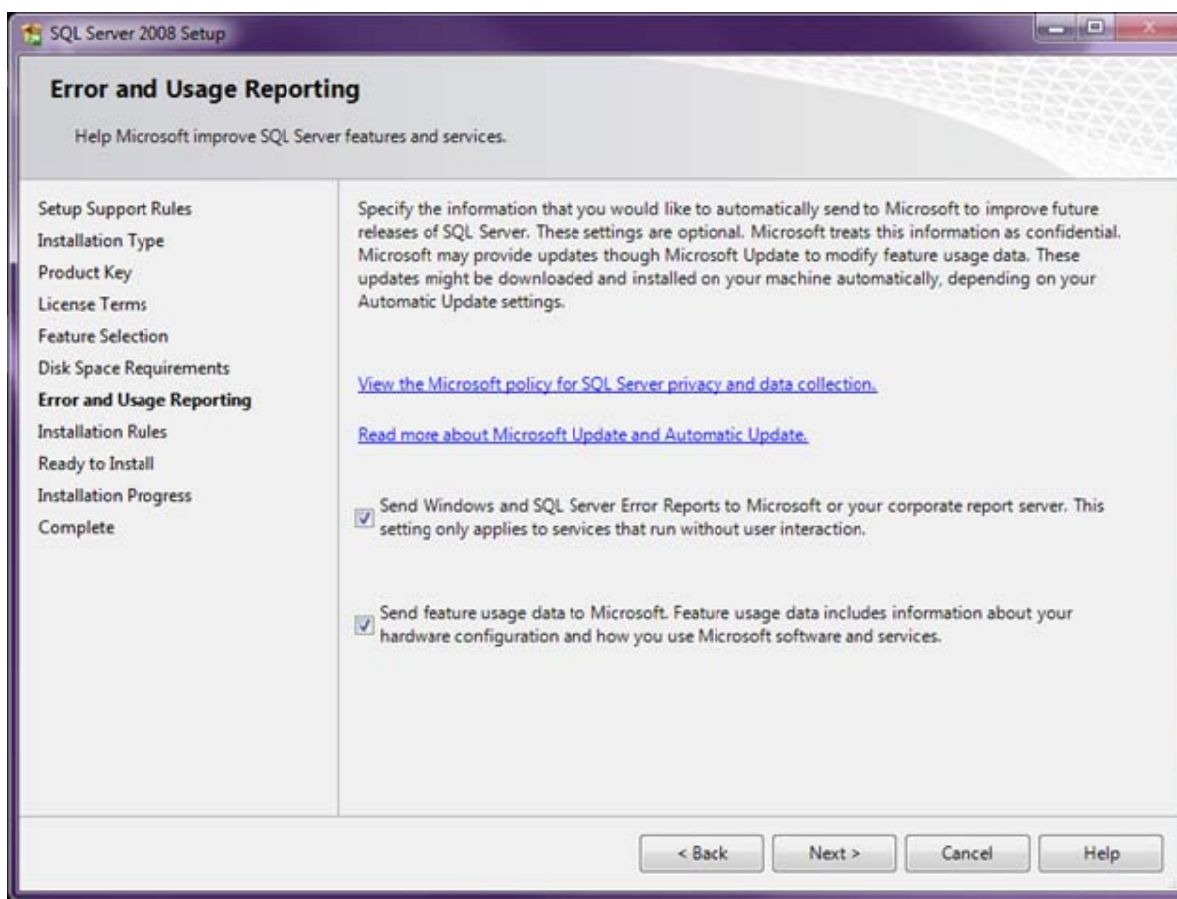 SQL Server 2008 Setup
Error and Usage Reporting
Help Microsoft improve SQL Server features and services.
Setup Support Rules
Installation Type
Product Key
License Terms
Feature Selection
Disk Space Requirements
Error and Usage Reporting
Installation Rules
Ready to Install
Installation Progress
Complete
Specify the information that you would like to automatically send to Microsoft to improve future
releases of SQL Server. These settings are optional. Microsoft treats this information as confidential.
Microsoft may provide updates though Microsoft Update to modify feature usage data. These
updates might be downloaded and installed on your machine automatically, depending on your
Automatic Update settings.
View the Microsoft policy for SQL Server privacy and data collection.
Read more about Microsoft Update and Automatic Update.
Send Windows and SQL Server Error Reports to Microsoft or your corporate report server. This
setting only applies to services that run without user interaction.
Send feature usage data to Microsoft. Feature usage data includes information about your
hardware configuration and how you use Microsoft software and services.
< Back
Next >
Cancel
Help